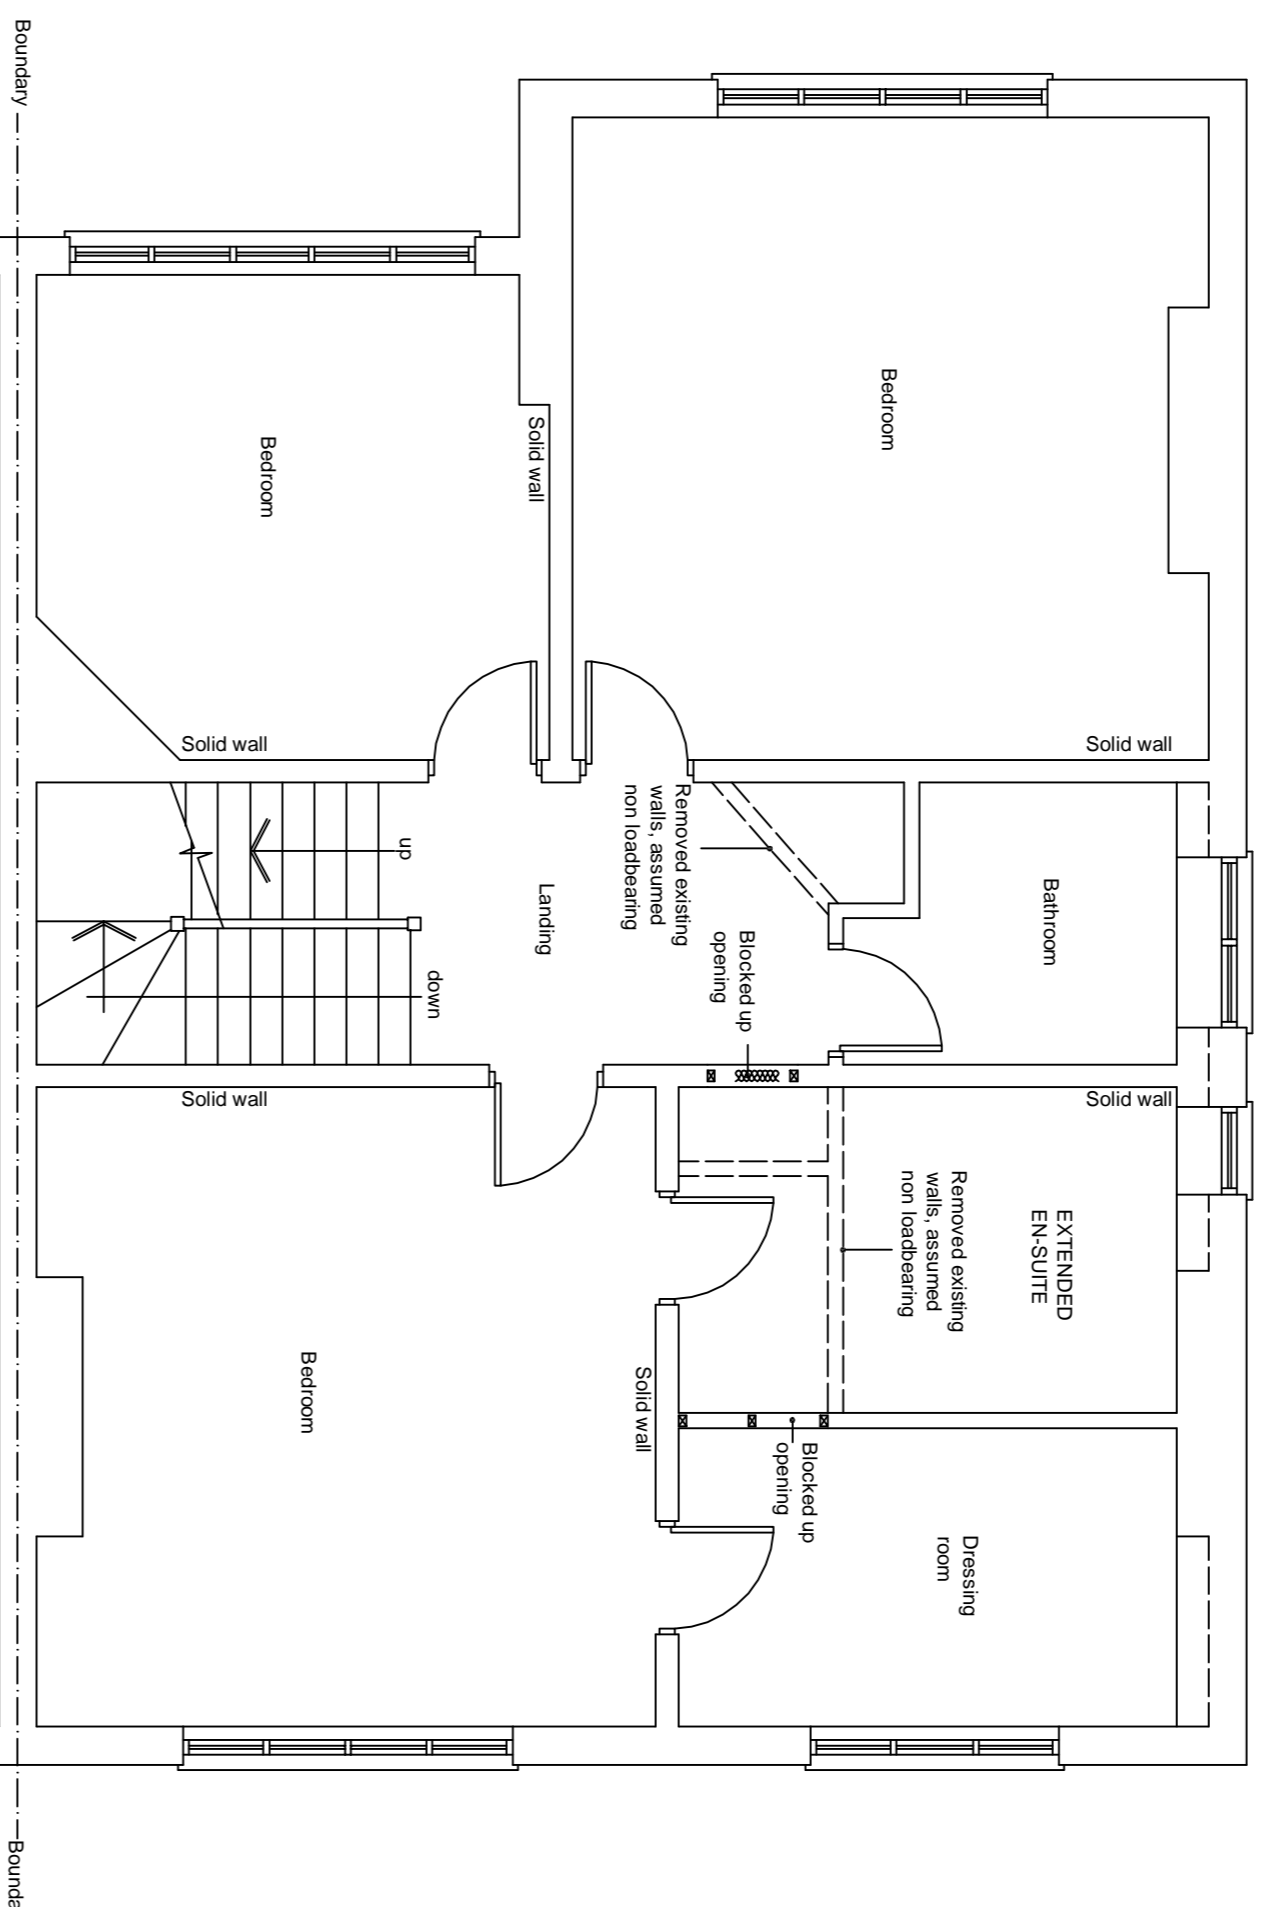 Boundary
Bedroom
Bedroom
Solid wall
Solid wall
Solid wall
up
down
Landing
Removed existing
walls, assumed
non loadbearing
Blocked up
opening
Bathroom
Solid wall
Solid wall
EXTENDED
EN-SUITE
Removed existing
walls, assumed
non loadbearing
Bedroom
Solid wall
Blocked up
opening
Dressing
room
Bounda